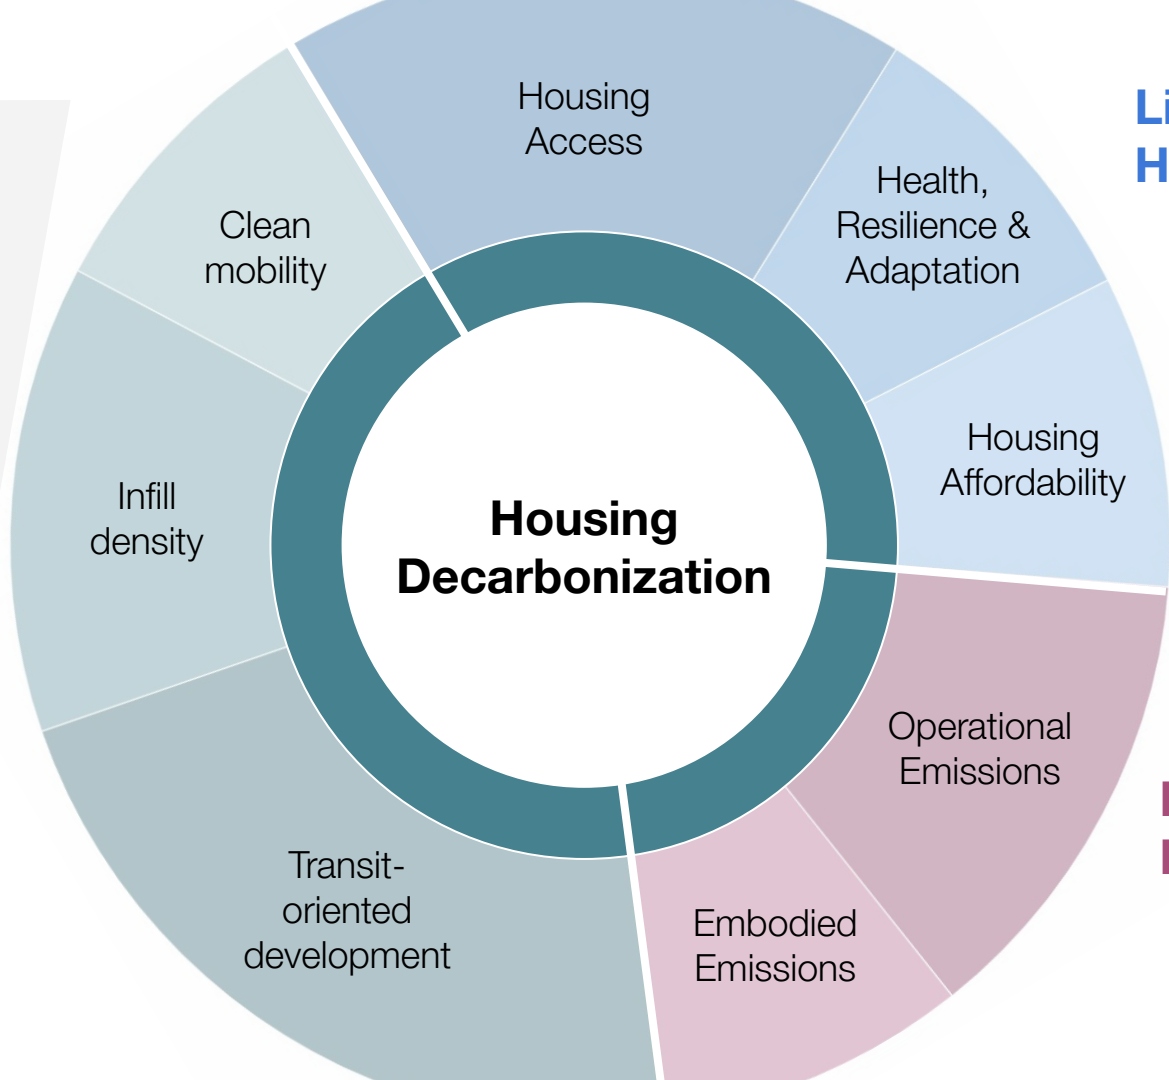 Housing
Access
Health,
Resilience &
Adaptation
Clean
mobility
Housing
Affordability
Infill
density
Housing
Decarbonization
Operational
Emissions
Transit-
oriented
development
Embodied
Emissions